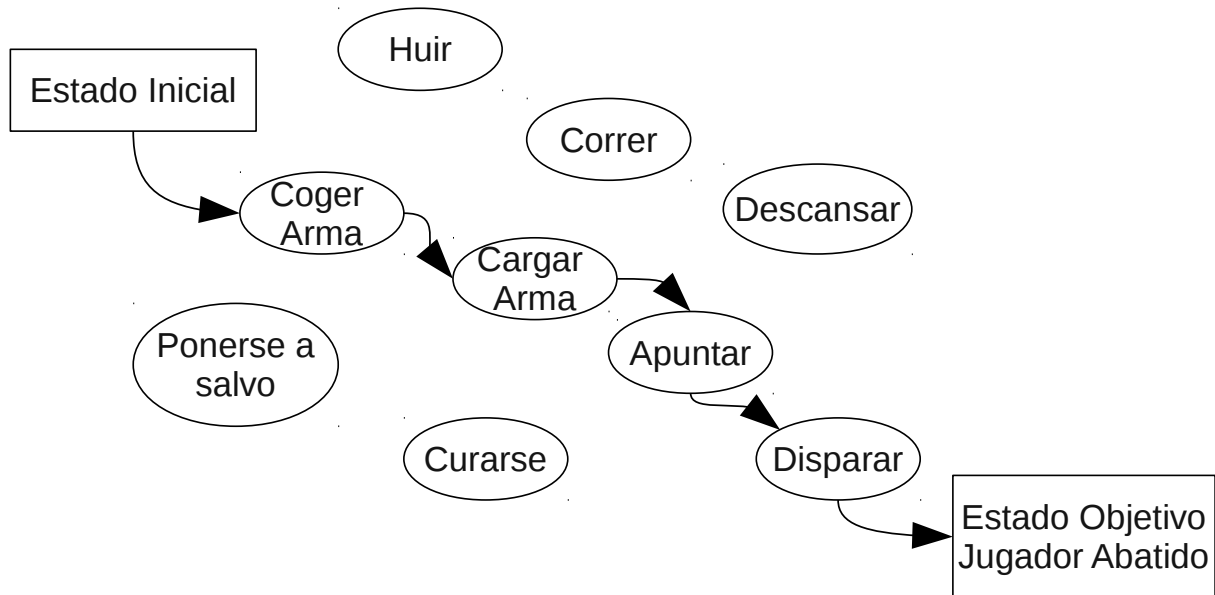 Huir
Estado Inicial
Correr
Coger
Arma
Descansar
Cargar
Arma
Ponerse a
salvo
Apuntar
Curarse
Disparar
Estado Objetivo
Jugador Abatido